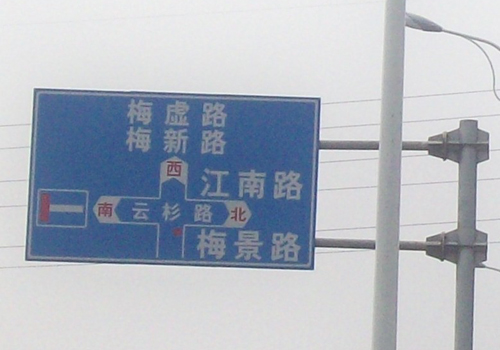 梅虚路
梅新路
西
江南路
南 云杉路 北
梅景路